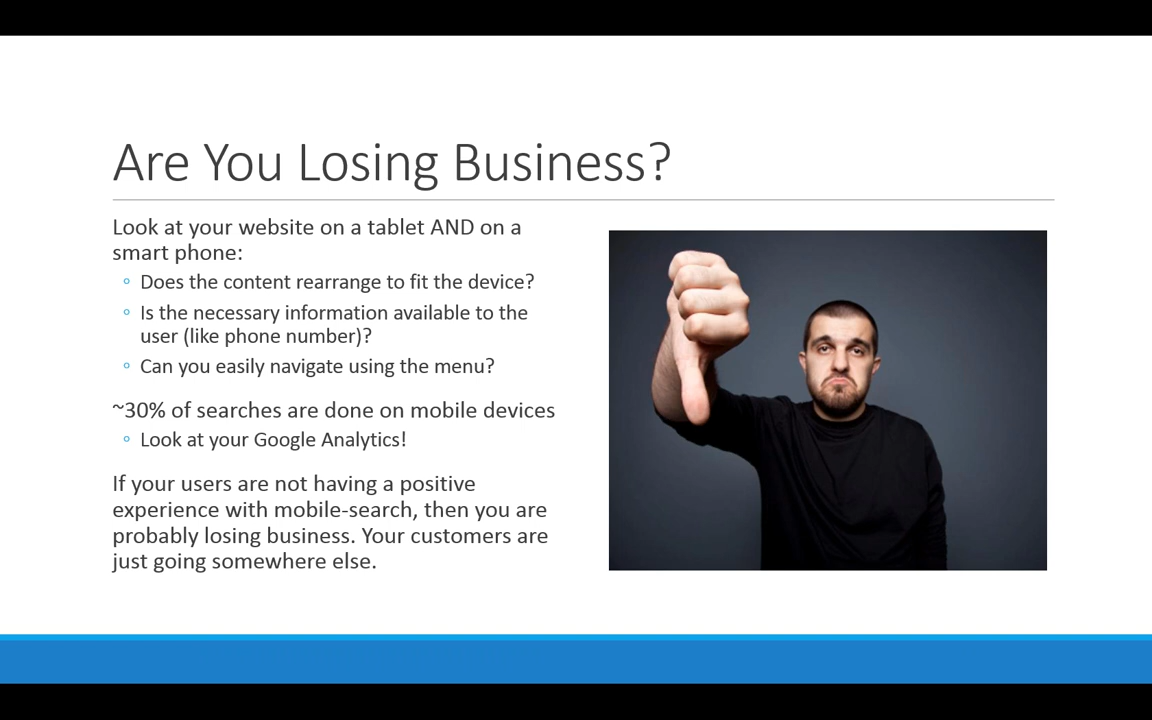 Are You Losing Business?
Look at your website on a tablet AND on a
smart phone:
Does the content rearrange to fit the device?
Is the necessary information available to the
user (like phone number)?
Can you easily navigate using the menu?
~30% of searches are done on mobile devices
Look at your Google Analytics!
If your users are not having a positive
experience with mobile-search, then you are
probably losing business. Your customers are
just going somewhere else.